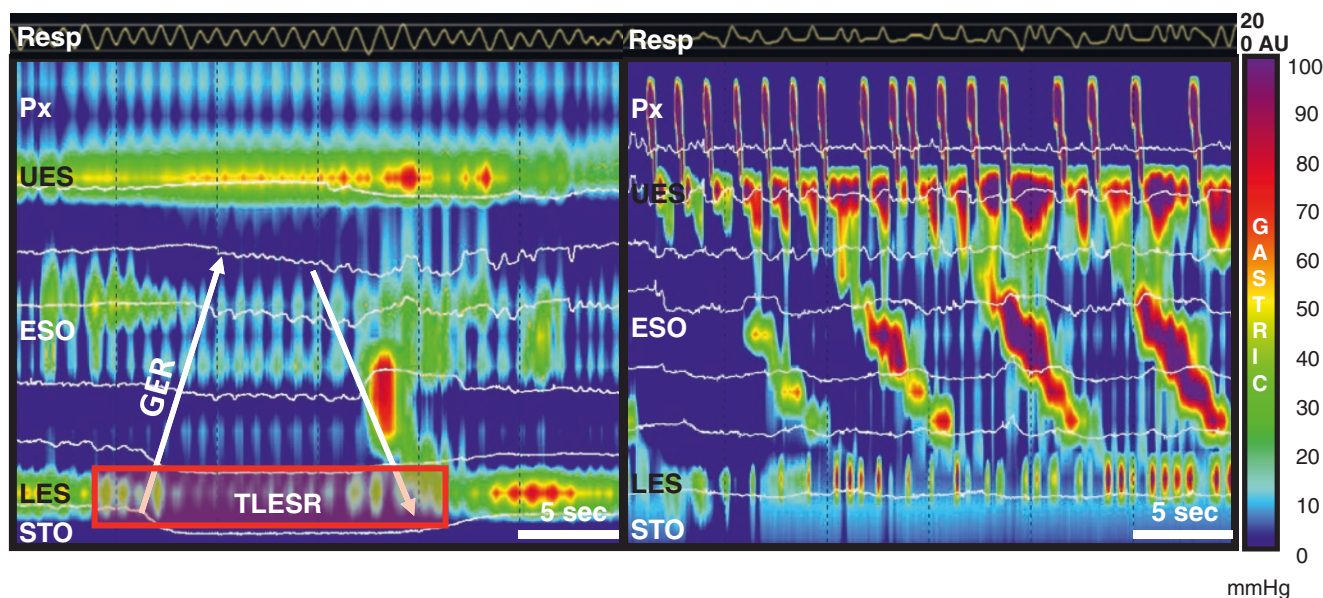 Resp
Px
UES
ESO
GER
LES
TLESR
STO
5 sec
Resp
Px
UES
ESO
LES
STO
5 sec
20
0 AU
100
90
80
70
60
50
40
30
20
10
0
GASTRIC
mmHg